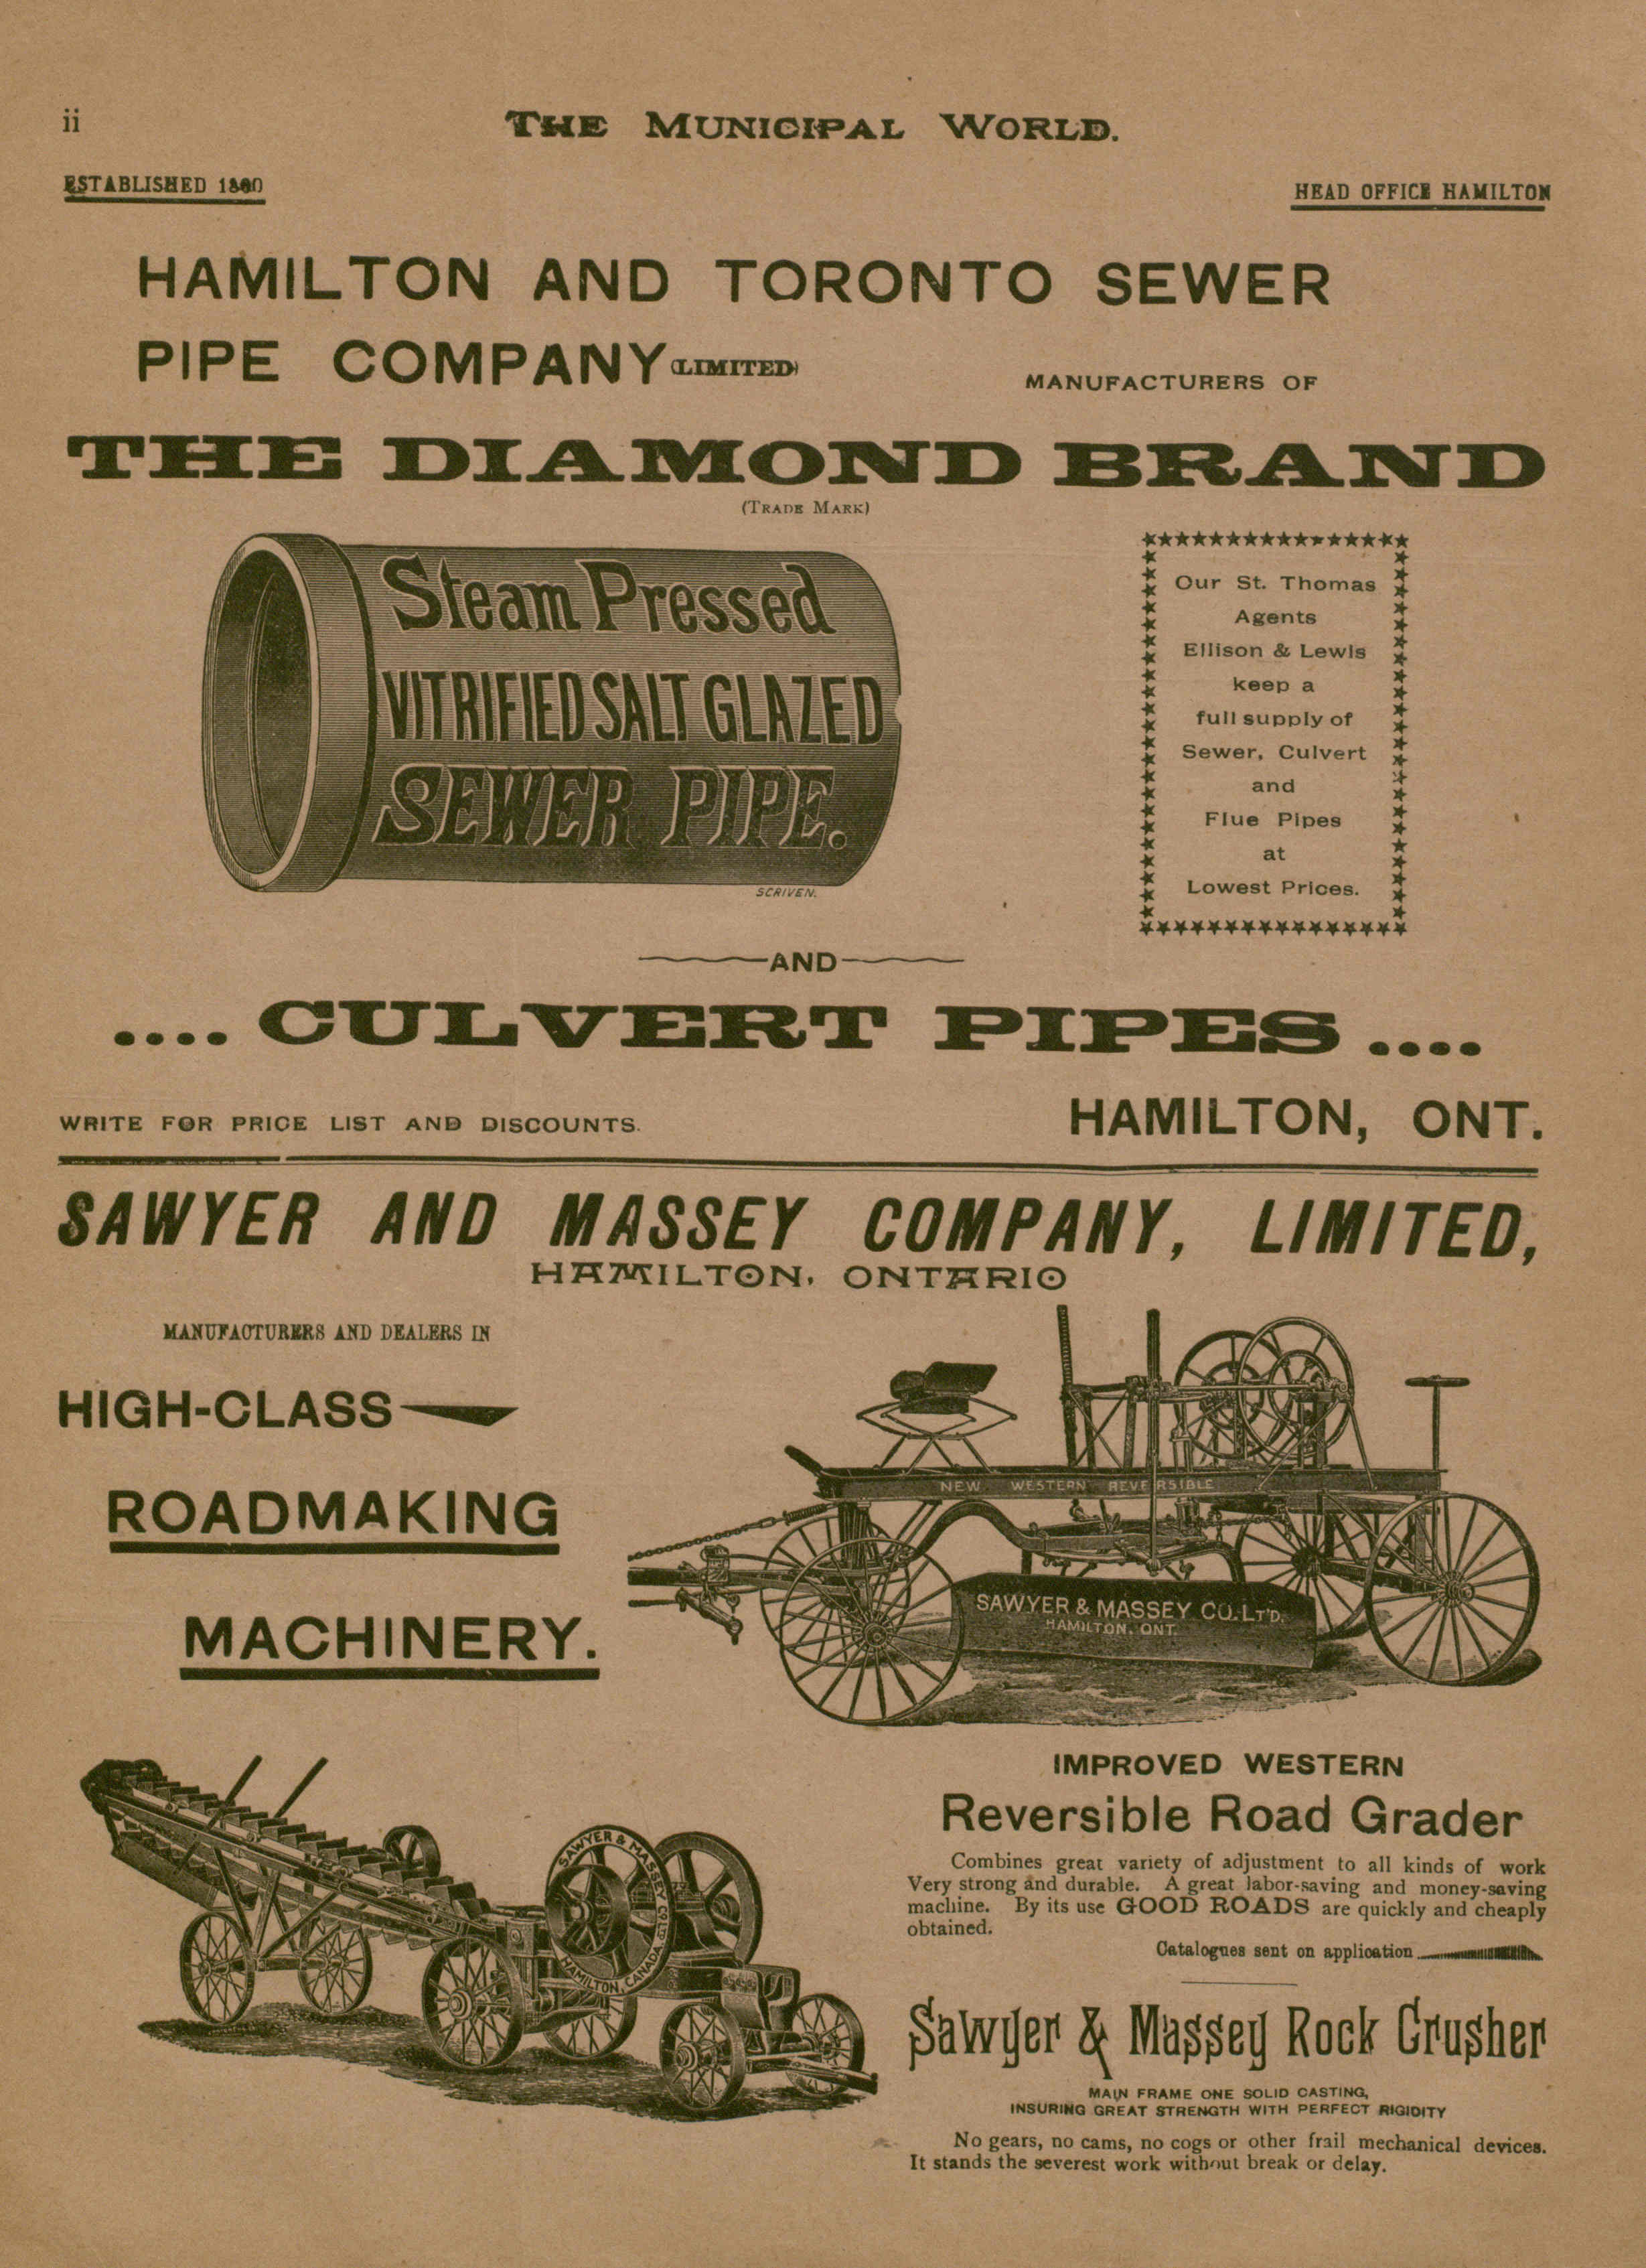 ii
THE MUNICIPAL WORLD.
ESTABLISHED 1860
HEAD OFFICE HAMILTON
HAMILTON AND TORONTO SEWER
PIPE COMPANY (LIMITED)
MANUFACTURERS OF
THE DIAMOND BRAND
(TRADE MARK)
Steam Pressed
VITRIFIED SALT GLAZED
SEWER PIPE.
SCRIVEN.
Our St. Thomas
Agents
Ellison & Lewis
keep a
full supply of
Sewer, Culvert
and
Flue Pipes
at
Lowest Prices.
AND
.... CULVERT PIPES ....
WRITE FOR PRICE LIST AND DISCOUNTS.
HAMILTON, ONT.
SAWYER AND MASSEY COMPANY, LIMITED,
HAMILTON, ONTARIO
MANUFACTURERS AND DEALERS IN
HIGH-CLASS
ROADMAKING
MACHINERY.
NEW WESTERN REVERSIBLE
SAWYER & MASSEY CO. LT'D.
HAMILTON. ONT.
SAWYER & MASSEY CO LTD
HAMILTON, CANADA
IMPROVED WESTERN
Reversible Road Grader
Combines great variety of adjustment to all kinds of work
Very strong and durable. A great labor-saving and money-saving
machine. By its use GOOD ROADS are quickly and cheaply
obtained.
Catalogues sent on application
Sawyer & Massey Rock Crusher
MAIN FRAME ONE SOLID CASTING,
INSURING GREAT STRENGTH WITH PERFECT RIGIDITY
No gears, no cams, no cogs or other frail mechanical devices.
It stands the severest work without break or delay.